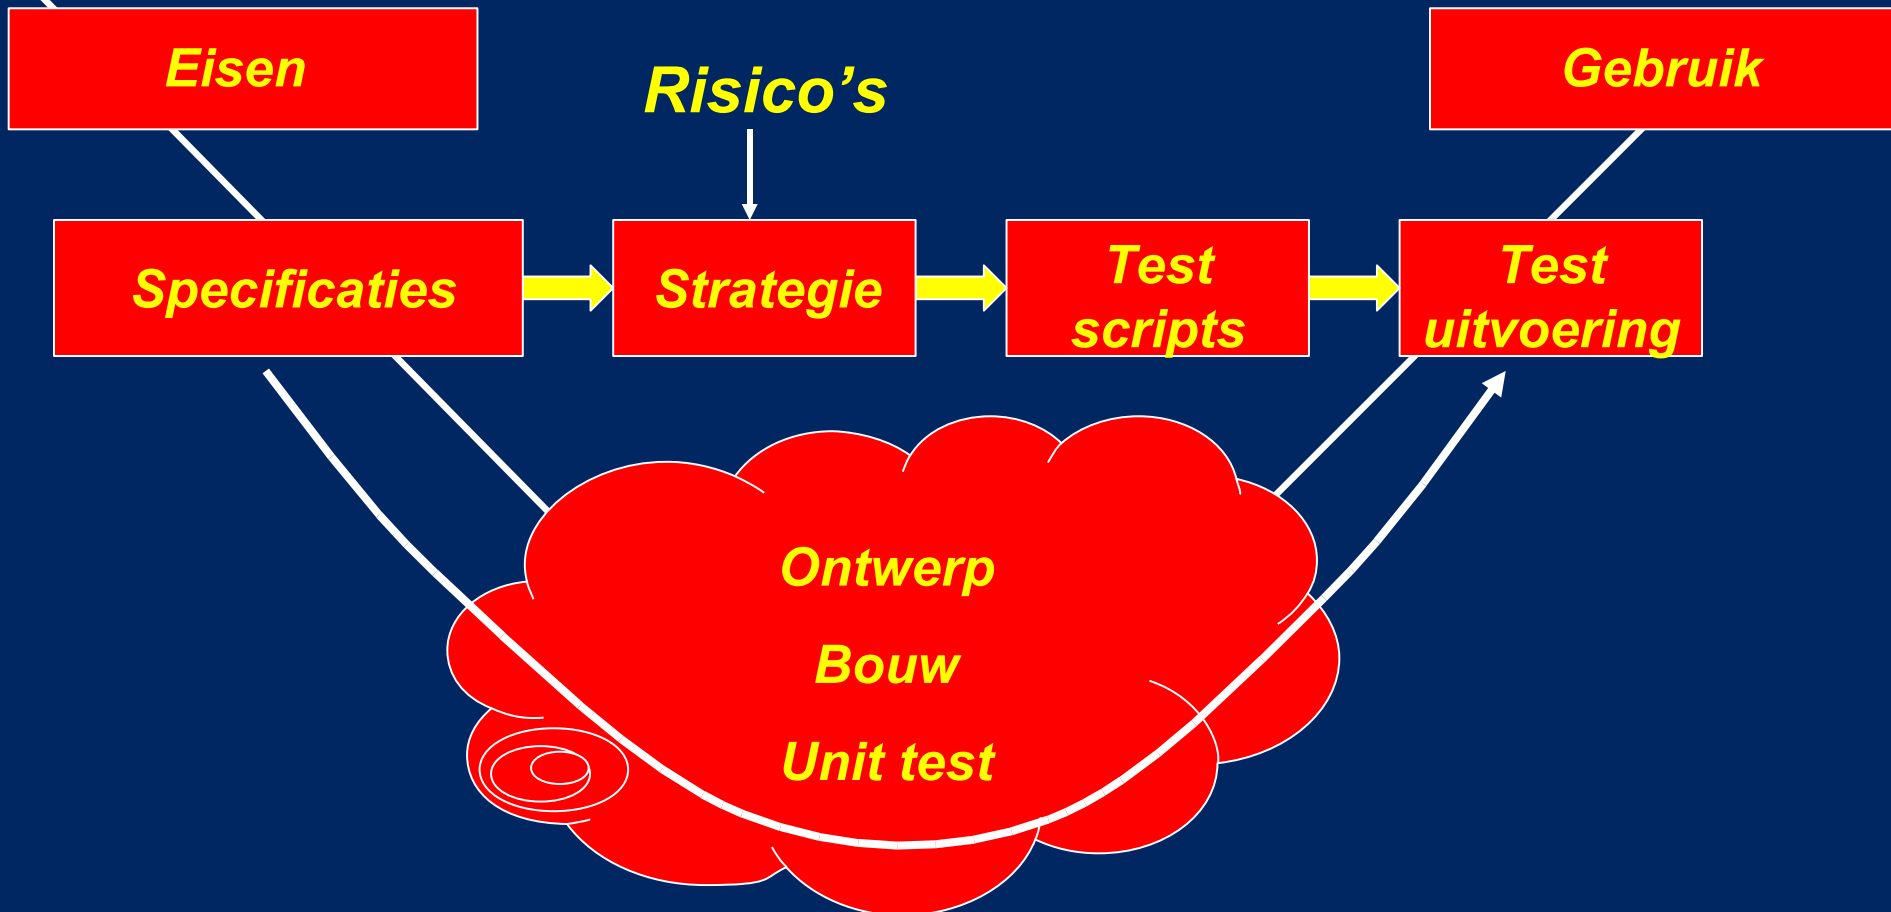 Eisen
Risico’s
Gebruik
Specificaties
Strategie
Test
scripts
Test
uitvoering
Ontwerp
Bouw
Unit test